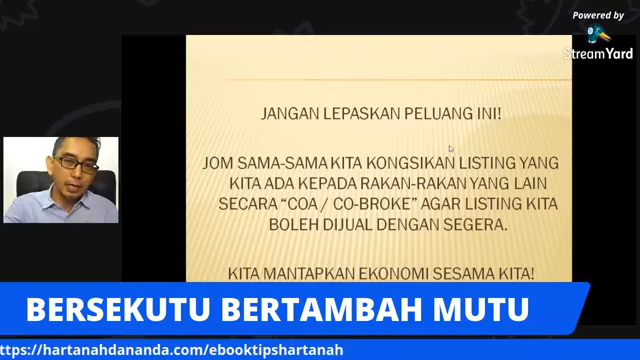 Powered by
StreamYard
JANGAN LEPASKAN PELUANG INI!
JOM SAMA-SAMA KITA KONGSIKAN LISTING YANG
KITA ADA KEPADA RAKAN-RAKAN YANG LAIN
SECARA “COA / CO-BROKE” AGAR LISTING KITA
BOLEH DIJUAL DENGAN SEGERA.
KITA MANTAPKAN EKONOMI SESAMA KITA!
BERSEKUTU BERTAMBAH MUTU
ttps://hartanahdananda.com/ebooktipshartanah